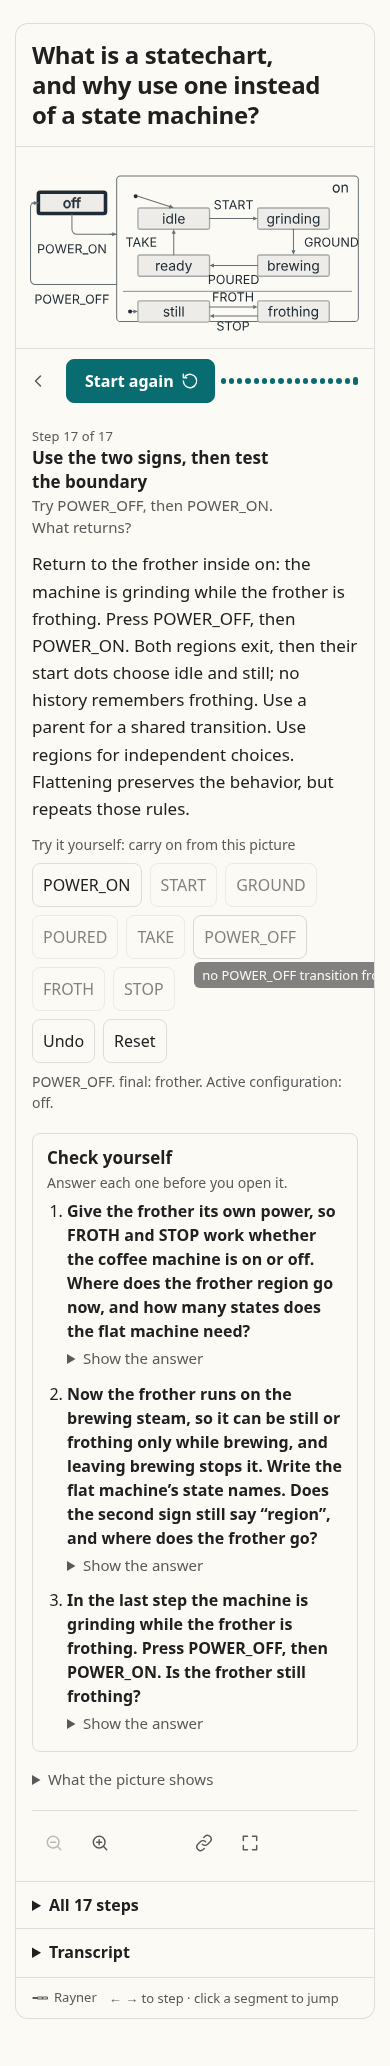 What is a statechart,
and why use one instead
of a state machine?
on
off
idle
START
grinding
POWER_ON
TAKE
GROUND
ready
brewing
POURED
POWER_OFF
FROTH
still
frothing
STOP
Start again
Step 17 of 17
Use the two signs, then test
the boundary
Try POWER_OFF, then POWER_ON.
What returns?
Return to the frother inside on: the
machine is grinding while the frother is
frothing. Press POWER_OFF, then
POWER_ON. Both regions exit, then their
start dots choose idle and still; no
history remembers frothing. Use a
parent for a shared transition. Use
regions for independent choices.
Flattening preserves the behavior, but
repeats those rules.
Try it yourself: carry on from this picture
POWER_ON START GROUND
POURED TAKE POWER_OFF
no POWER_OFF transition fro
FROTH STOP
Undo Reset
POWER_OFF. final: frother. Active configuration:
off.
Check yourself
Answer each one before you open it.
1. Give the frother its own power, so
FROTH and STOP work whether
the coffee machine is on or off.
Where does the frother region go
now, and how many states does
the flat machine need?
Show the answer
2. Now the frother runs on the
brewing steam, so it can be still or
frothing only while brewing, and
leaving brewing stops it. Write the
flat machine’s state names. Does
the second sign still say “region”,
and where does the frother go?
Show the answer
3. In the last step the machine is
grinding while the frother is
frothing. Press POWER_OFF, then
POWER_ON. Is the frother still
frothing?
Show the answer
What the picture shows
All 17 steps
Transcript
Rayner ← → to step · click a segment to jump